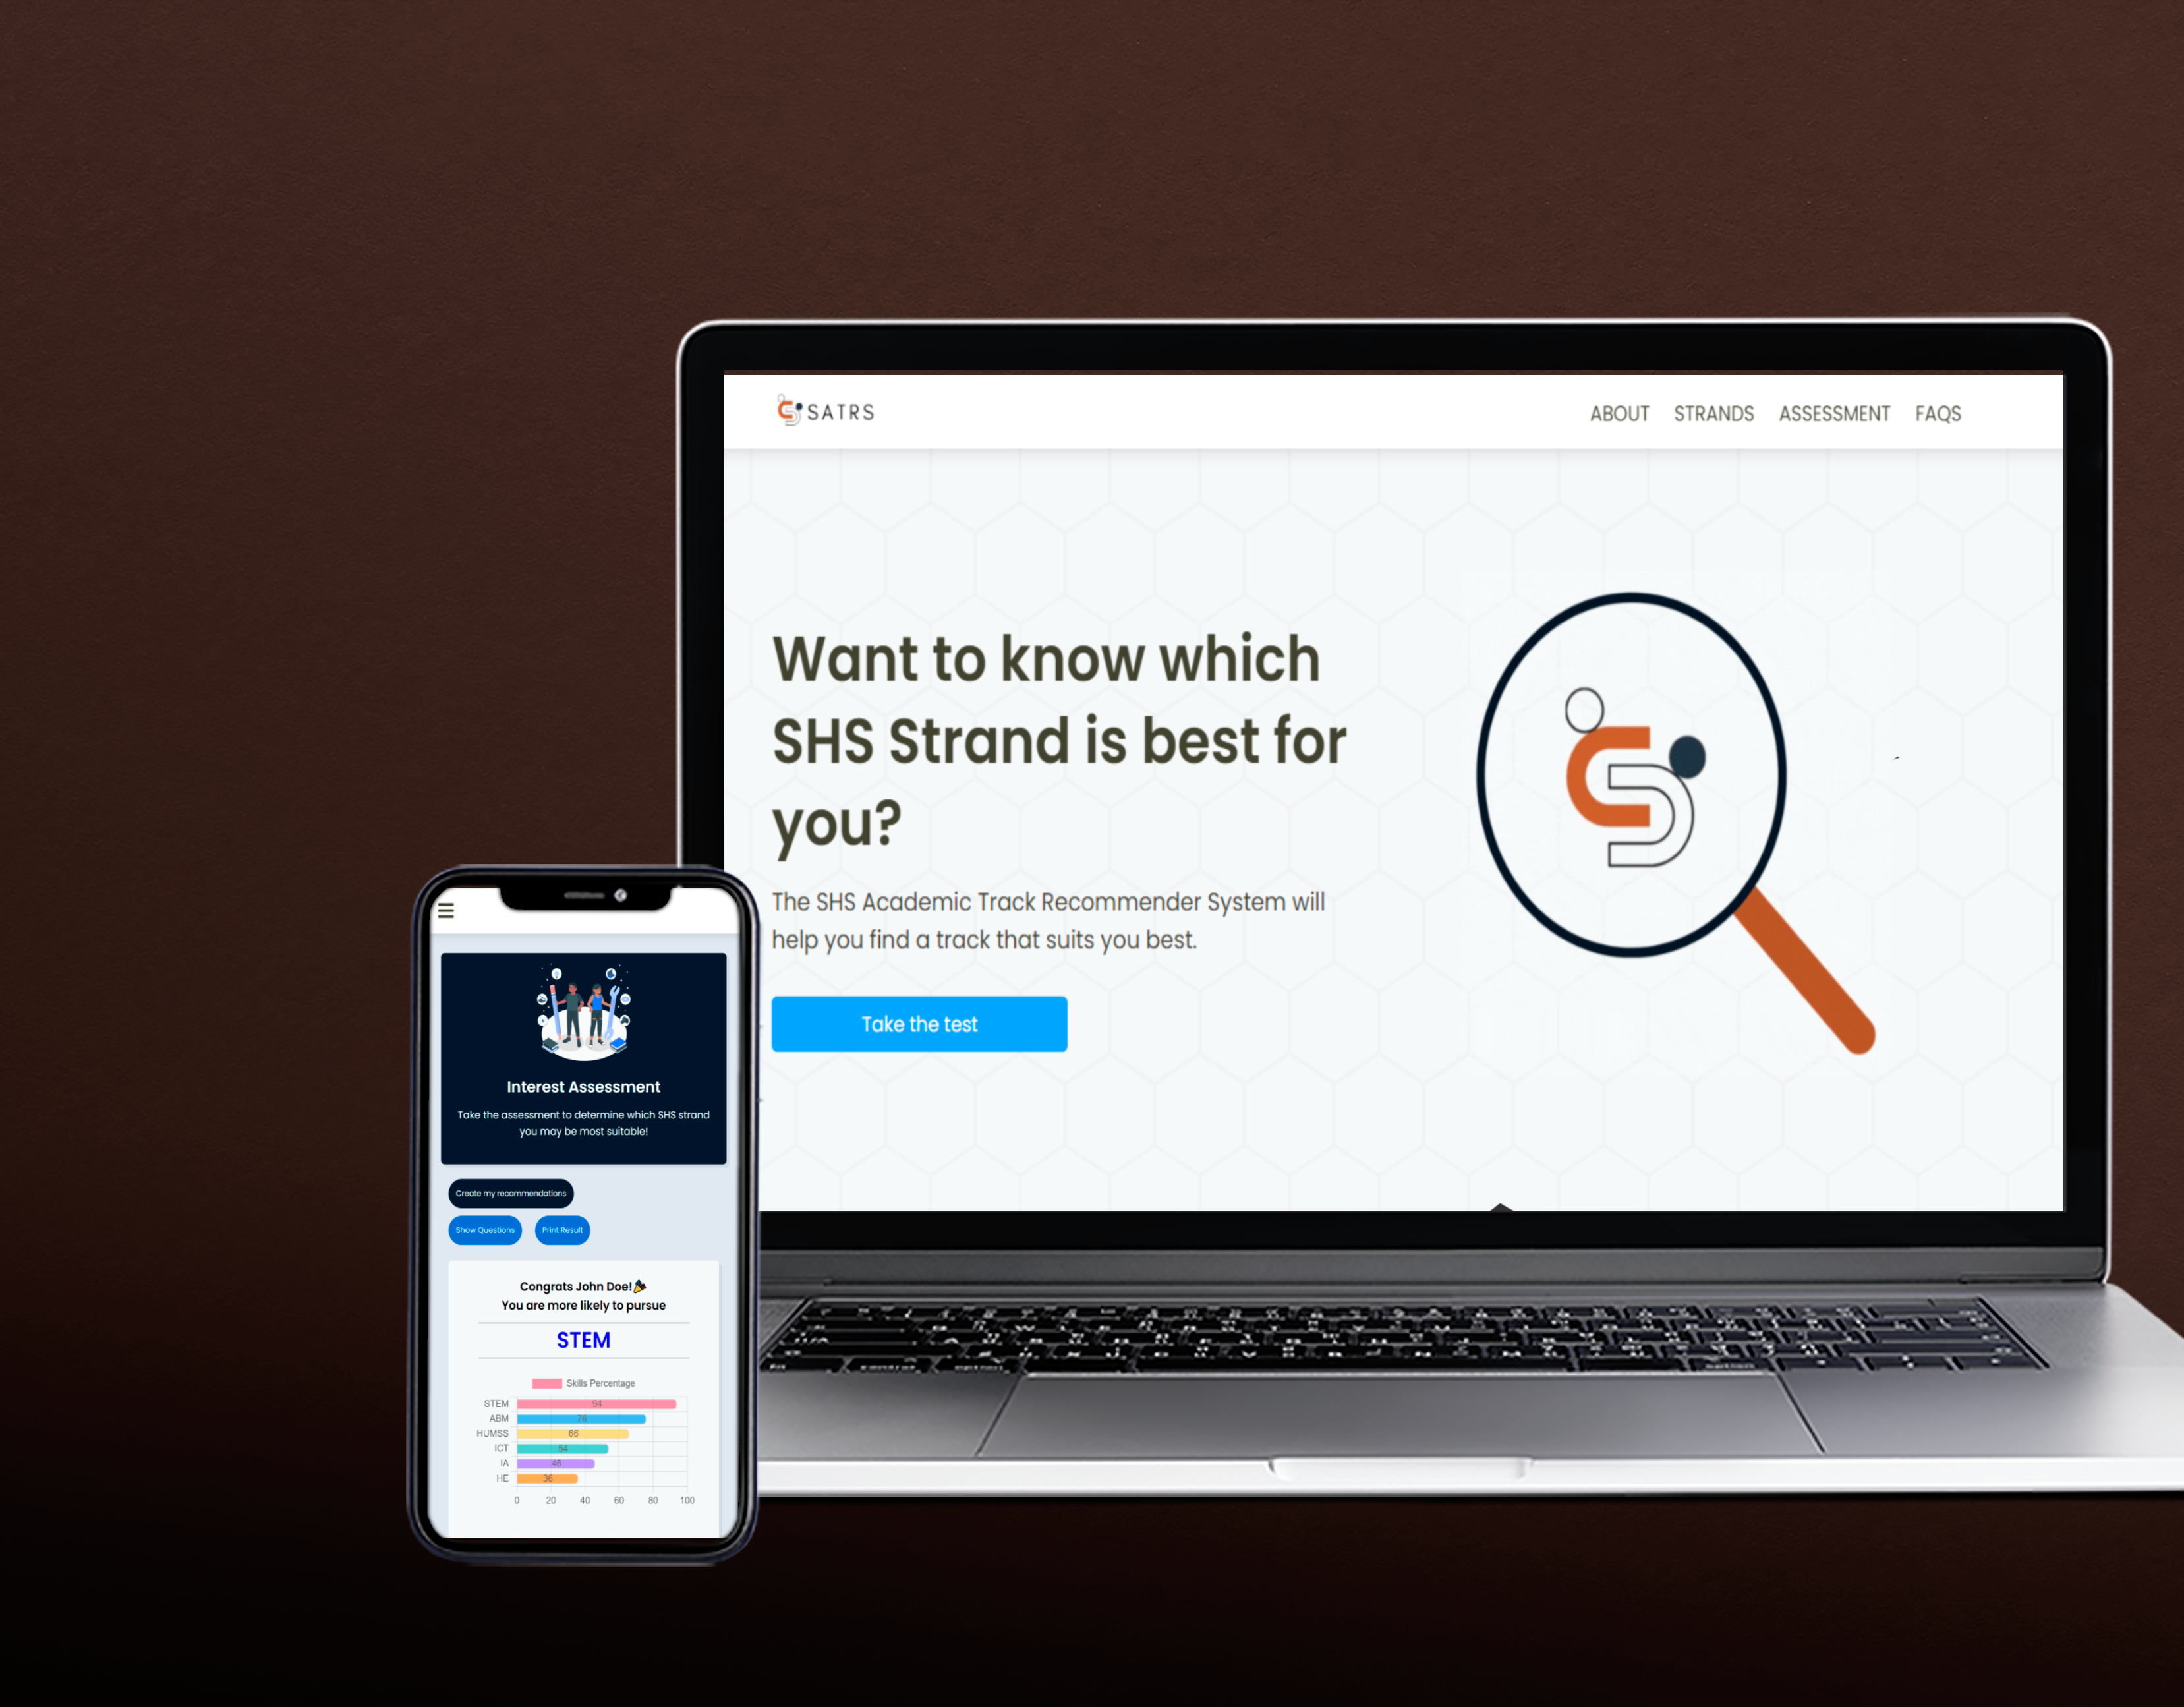 SATRS
ABOUT STRANDS ASSESSMENT FAQS
Want to know which
SHS Strand is best for
you?
The SHS Academic Track Recommender System will
help you find a track that suits you best.
Take the test
Interest Assessment
Take the assessment to determine which SHS strand
you may be most suitable!
Create my recommendations
Show Questions Print Result
Congrats John Doe!🎉
You are more likely to pursue
STEM
Skills Percentage
STEM 94
ABM 76
HUMSS 66
ICT 54
IA 46
HE 36
0 20 40 60 80 100